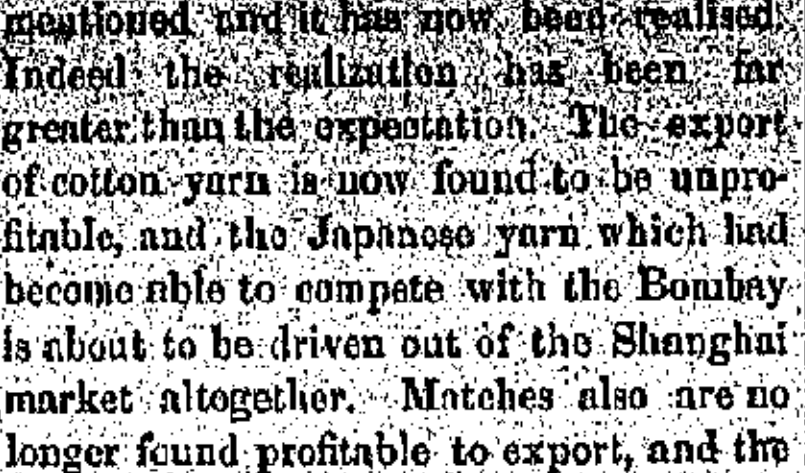 mentioned and it has now been realised.
Indeed the realization has been far
greater than the expectation. The export
of cotton yarn is now found to be unpro-
fitable, and the Japanese yarn which had
become able to compete with the Bombay
is about to be driven out of the Shanghai
market altogether. Matches also are no
longer found profitable to export, and the